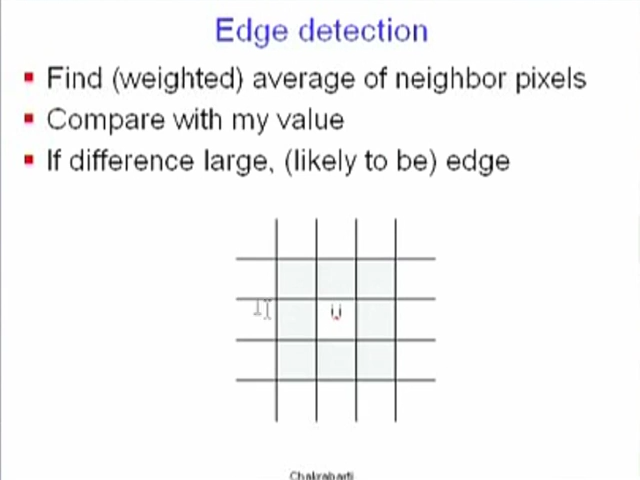 Edge detection
Find (weighted) average of neighbor pixels
Compare with my value
If difference large, (likely to be) edge
Chakrabarti